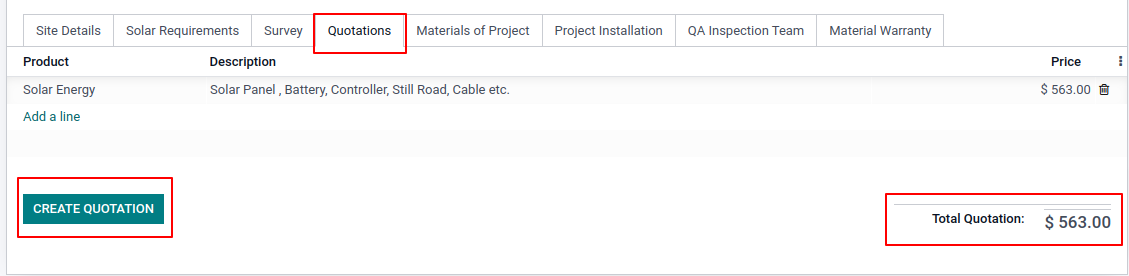 Site Details Solar Requirements Survey Quotations Materials of Project Project Installation QA Inspection Team Material Warranty
Product Description Price
Solar Energy Solar Panel , Battery, Controller, Still Road, Cable etc. $ 563.00
Add a line
CREATE QUOTATION Total Quotation: $ 563.00